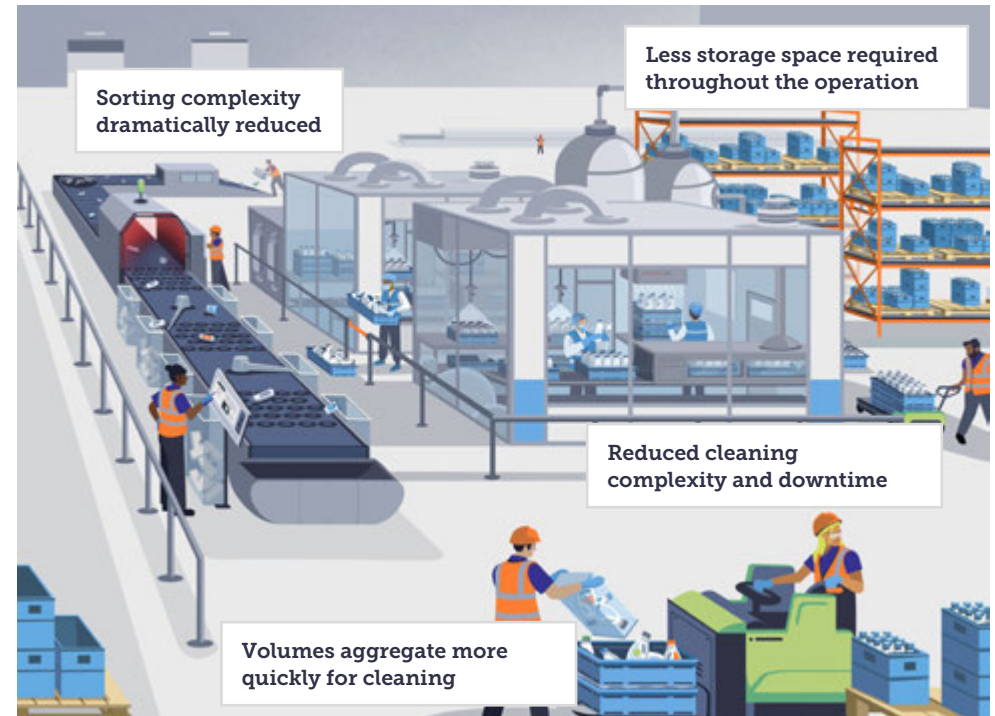 Less storage space required
throughout the operation
Sorting complexity
dramatically reduced
Reduced cleaning
complexity and downtime
Volumes aggregate more
quickly for cleaning